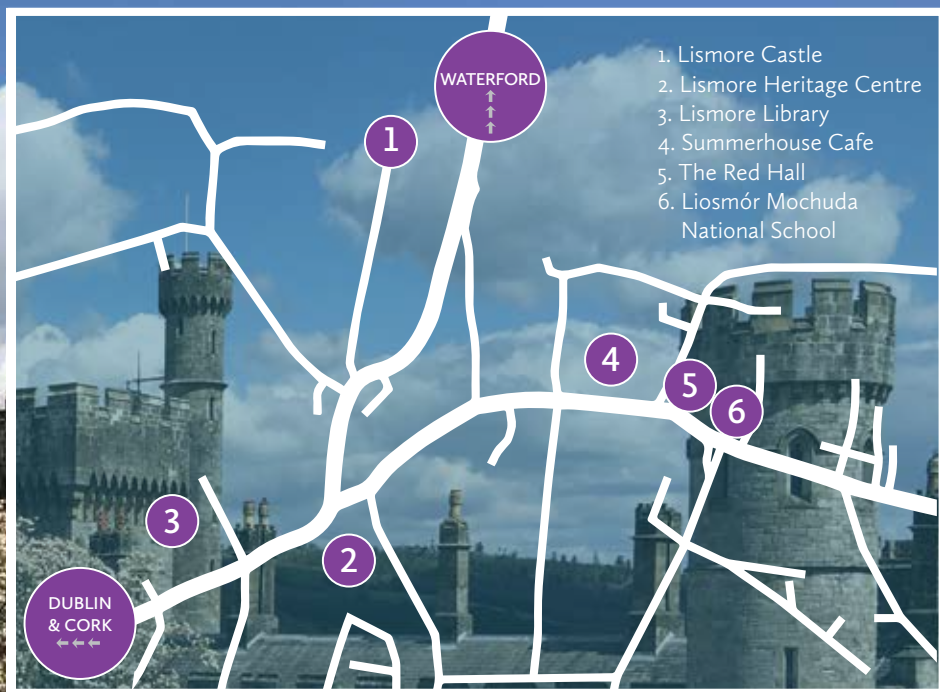 WATERFORD
1. Lismore Castle
2. Lismore Heritage Centre
3. Lismore Library
4. Summerhouse Cafe
5. The Red Hall
6. Liosmór Mochuda
National School
1
4
5
6
3
2
DUBLIN
& CORK